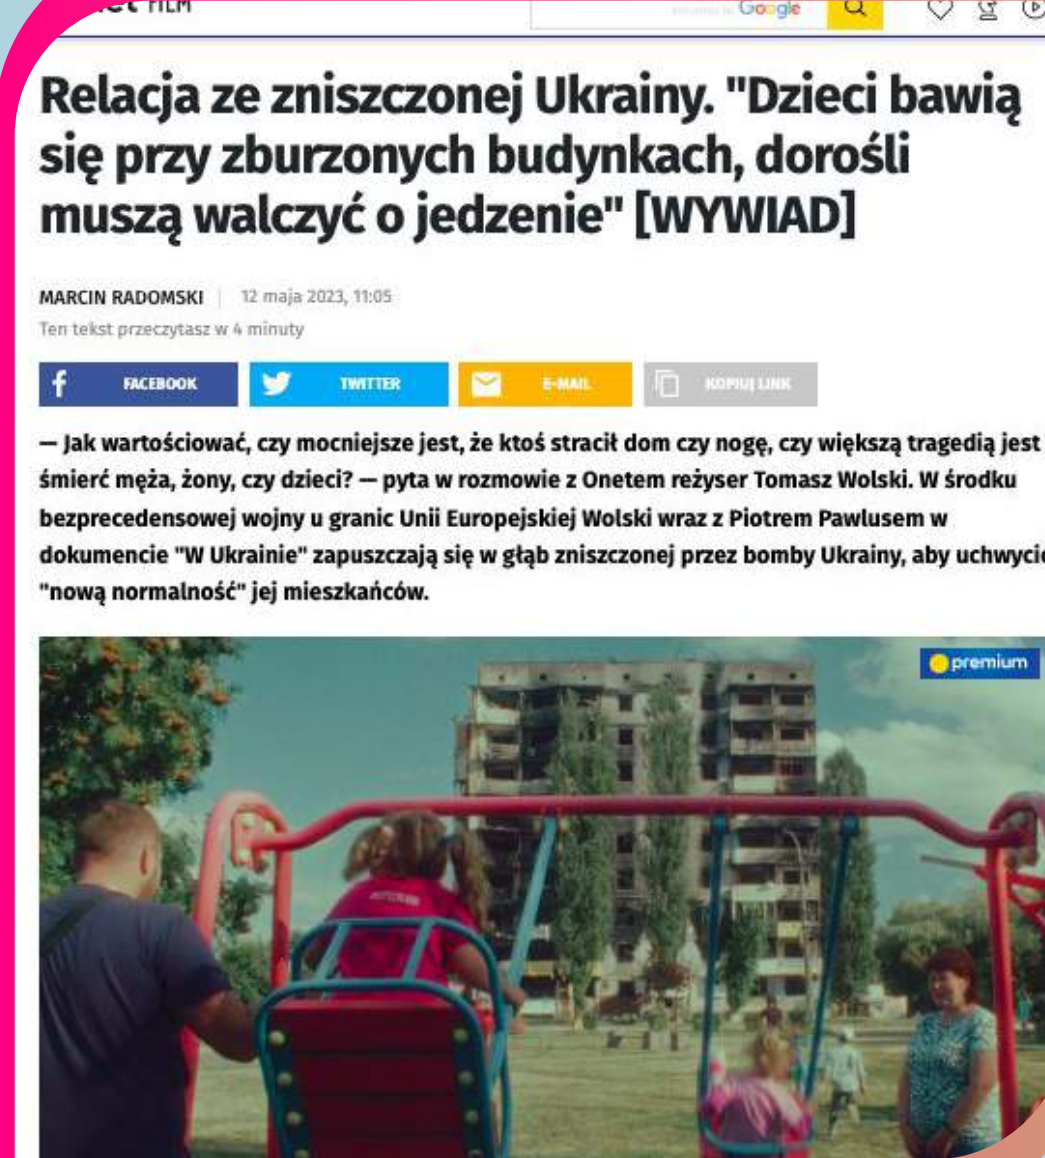 FILM
Google
Relacja ze zniszczonej Ukrainy. "Dzieci bawią
się przy zburzonych budynkach, dorośli
muszą walczyć o jedzenie" [WYWIAD]
MARCIN RADOMSKI | 12 maja 2023, 11:05
Ten tekst przeczytasz w 4 minuty
f FACEBOOK TWITTER E-MAIL KOPIUJ LINK
— Jak wartościować, czy mocniejsze jest, że ktoś stracił dom czy nogę, czy większą tragedią jest
śmierć męża, żony, czy dzieci? — pyta w rozmowie z Onetem reżyser Tomasz Wolski. W środku
bezprecedensowej wojny u granic Unii Europejskiej Wolski wraz z Piotrem Pawlusem w
dokumencie "W Ukrainie" zapuszczają się w głąb zniszczonej przez bomby Ukrainy, aby uchwycić
"nową normalność" jej mieszkańców.
premium